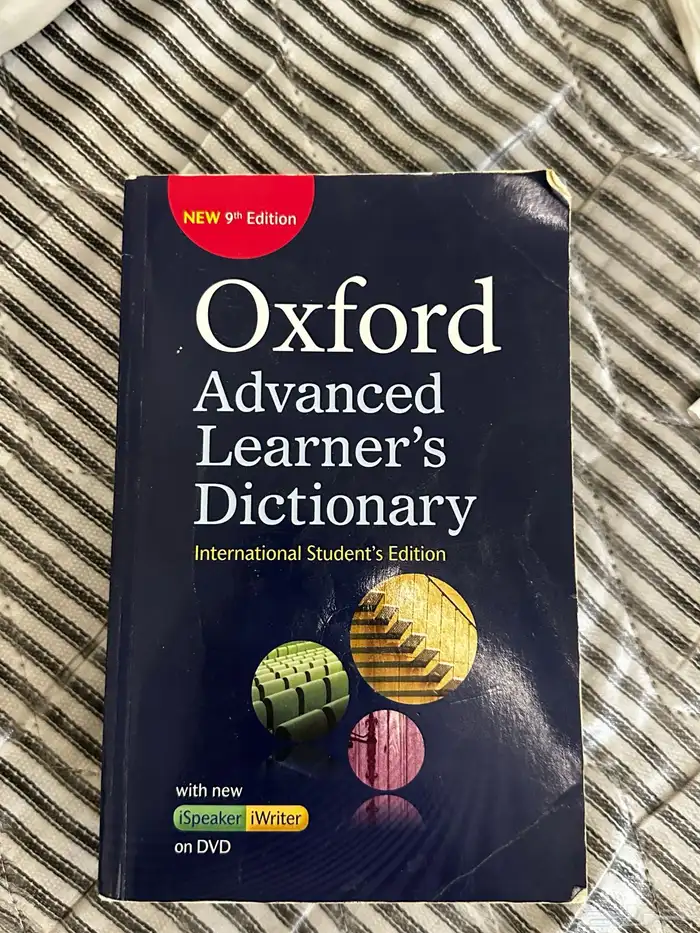 NEW 9th Edition
Oxford
Advanced
Learner's
Dictionary
International Student's Edition
with new
iSpeaker iWriter
on DVD